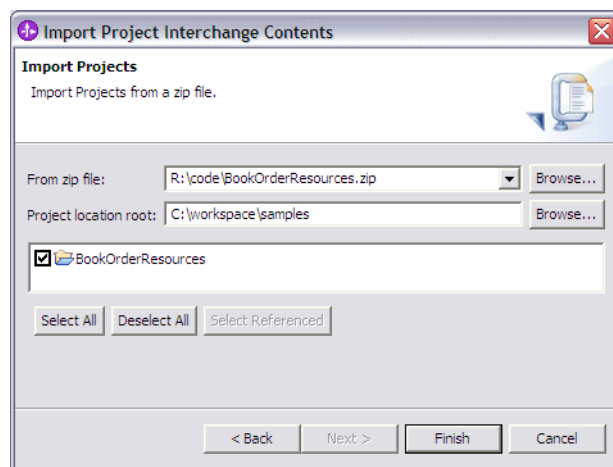 Import Project Interchange Contents
Import Projects
Import Projects from a zip file.
From zip file: R:\code\BookOrderResources.zip Browse...
Project location root: C:\workspace\samples Browse...
BookOrderResources
Select All Deselect All Select Referenced
< Back Next > Finish Cancel